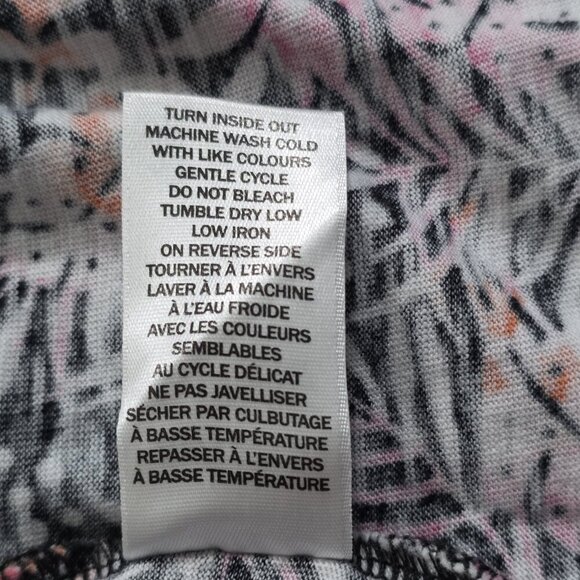 TURN INSIDE OUT
MACHINE WASH COLD
WITH LIKE COLOURS
GENTLE CYCLE
DO NOT BLEACH
TUMBLE DRY LOW
LOW IRON
ON REVERSE SIDE
TOURNER À L'ENVERS
LAVER À LA MACHINE
À L'EAU FROIDE
AVEC LES COULEURS
SEMBLABLES
AU CYCLE DÉLICAT
NE PAS JAVELLISER
SÉCHER PAR CULBUTAGE
À BASSE TEMPÉRATURE
REPASSER À L'ENVERS
À BASSE TEMPÉRATURE